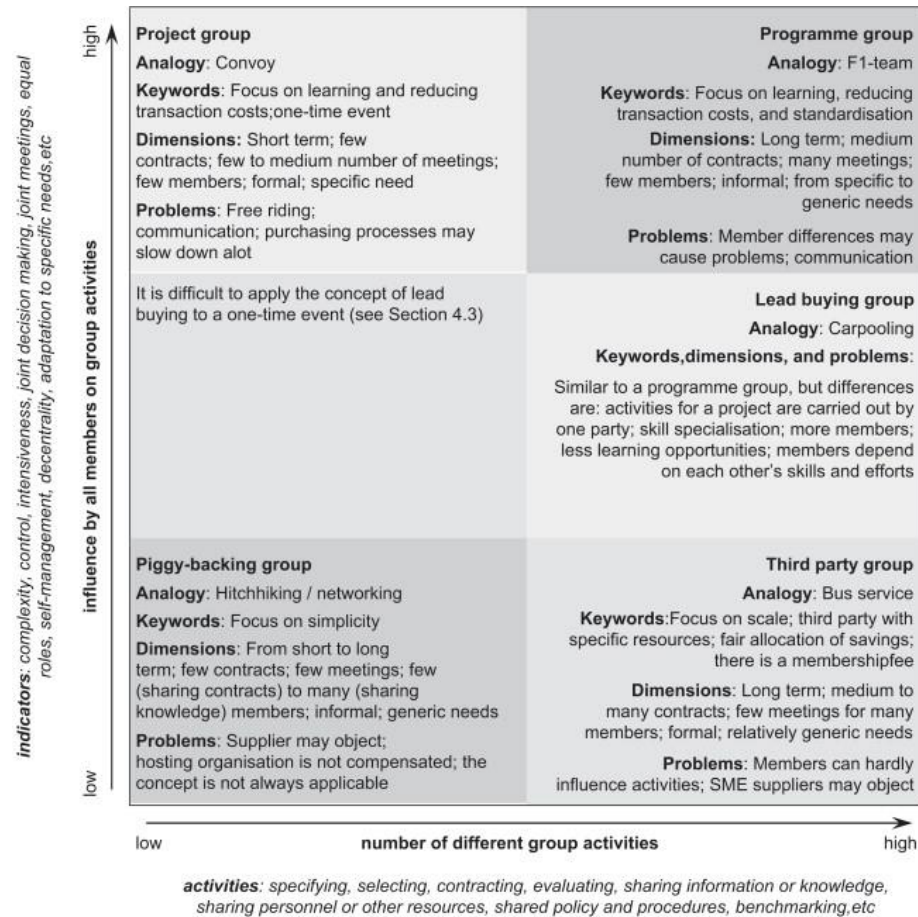 high
Project group
Analogy: Convoy
Keywords: Focus on learning and reducing
transaction costs;one-time event
Dimensions: Short term; few
contracts; few to medium number of meetings;
few members; formal; specific need
Problems: Free riding;
communication; purchasing processes may
slow down alot
Programme group
Analogy: F1-team
Keywords: Focus on learning, reducing
transaction costs, and standardisation
Dimensions: Long term; medium
number of contracts; many meetings;
few members; informal; from specific to
generic needs
Problems: Member differences may
cause problems; communication
It is difficult to apply the concept of lead
buying to a one-time event (see Section 4.3)
Lead buying group
Analogy: Carpooling
Keywords,dimensions, and problems:
Similar to a programme group, but differences
are: activities for a project are carried out by
one party; skill specialisation; more members;
less learning opportunities; members depend
on each other's skills and efforts
Piggy-backing group
Analogy: Hitchhiking / networking
Keywords: Focus on simplicity
Dimensions: From short to long
term; few contracts; few meetings; few
(sharing contracts) to many (sharing
knowledge) members; informal; generic needs
Problems: Supplier may object;
hosting organisation is not compensated; the
concept is not always applicable
Third party group
Analogy: Bus service
Keywords:Focus on scale; third party with
specific resources; fair allocation of savings;
there is a membershipfee
Dimensions: Long term; medium to
many contracts; few meetings for many
members; formal; relatively generic needs
Problems: Members can hardly
influence activities; SME suppliers may object
indicators: complexity, control, intensiveness, joint decision making, joint meetings, equal
roles, self-management, decentrality, adaptation to specific needs,etc
influence by all members on group activities
low
low
number of different group activities
high
activities: specifying, selecting, contracting, evaluating, sharing information or knowledge,
sharing personnel or other resources, shared policy and procedures, benchmarking,etc